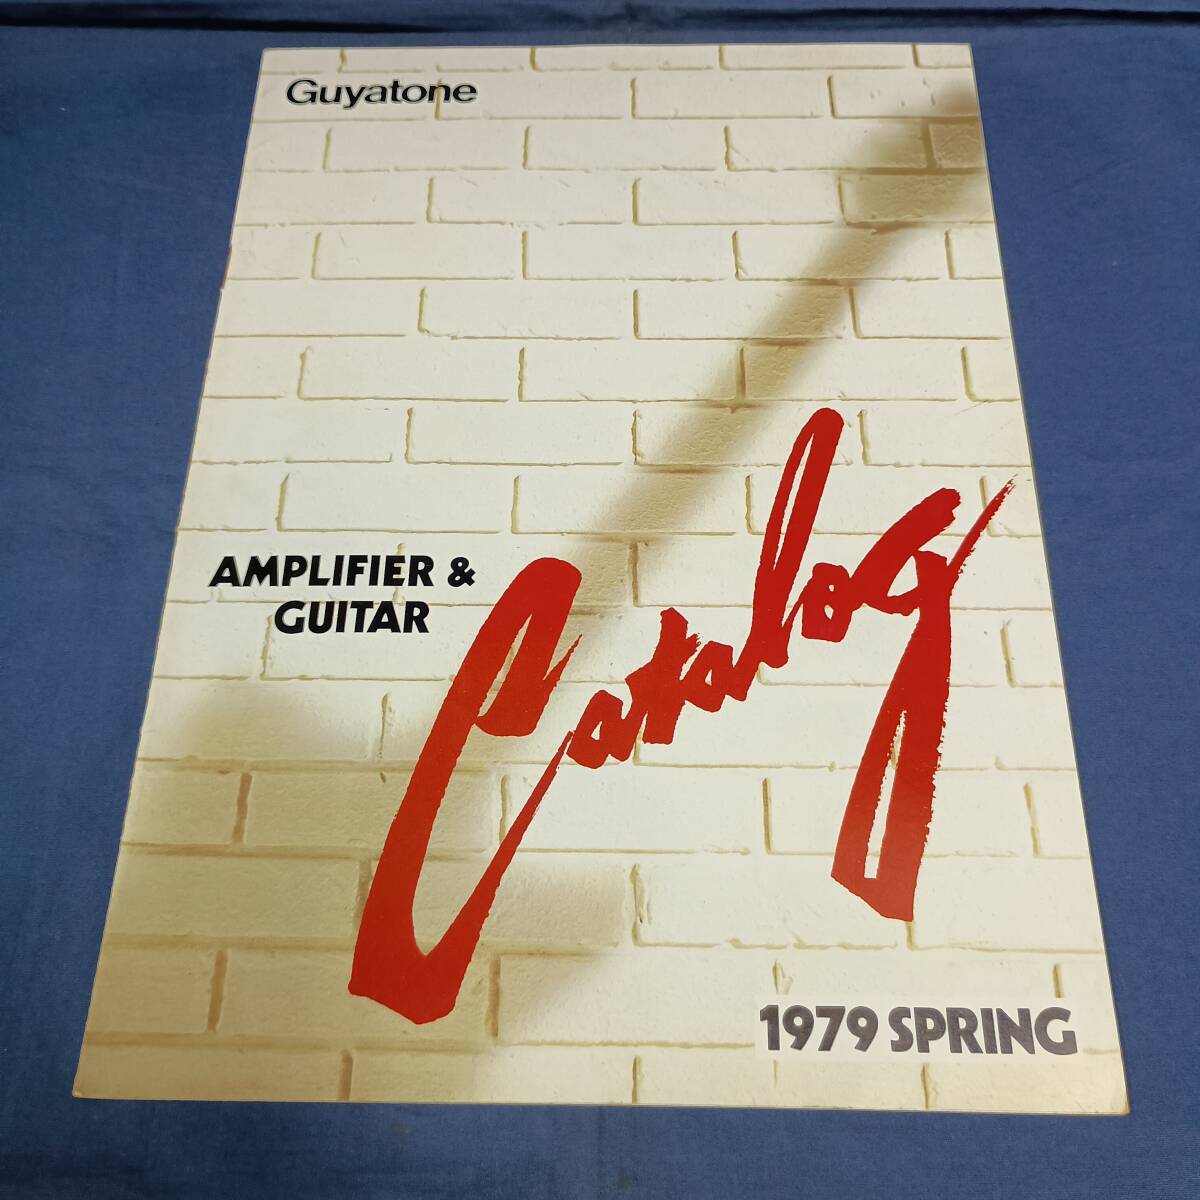 Guyatone
AMPLIFIER &
GUITAR
Catalog
1979 SPRING